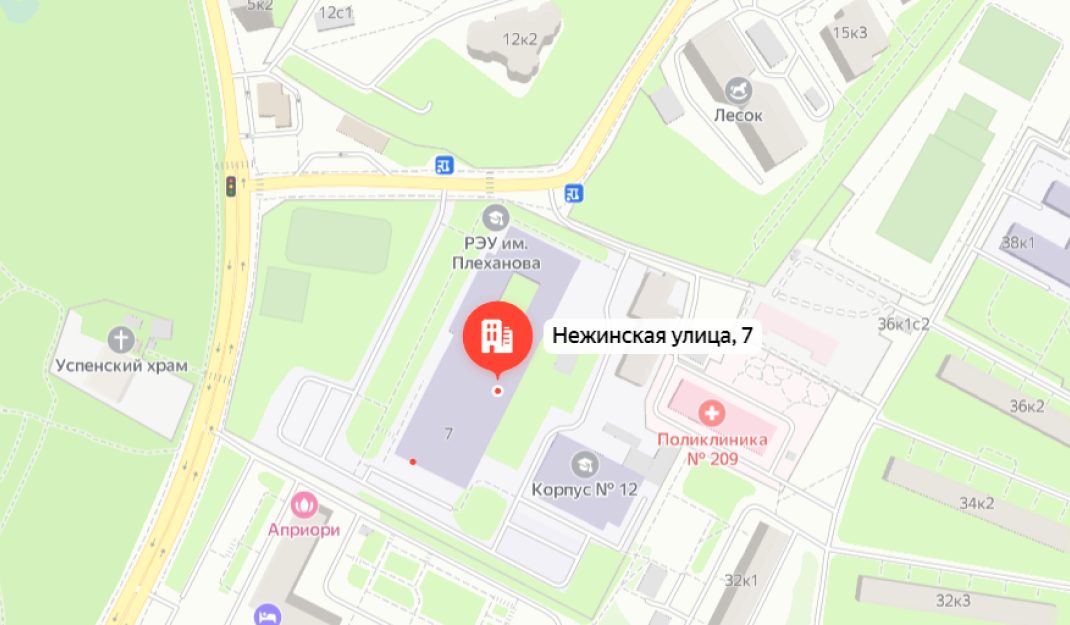 5к2
12с1
12к2
15к3
Лесок
РЭУ им.
Плеханова
38к1
36к1с2
Нежинская улица, 7
Успенский храм
36к2
7
Поликлиника
№ 209
Корпус № 12
34к2
Априори
32к1
32к3